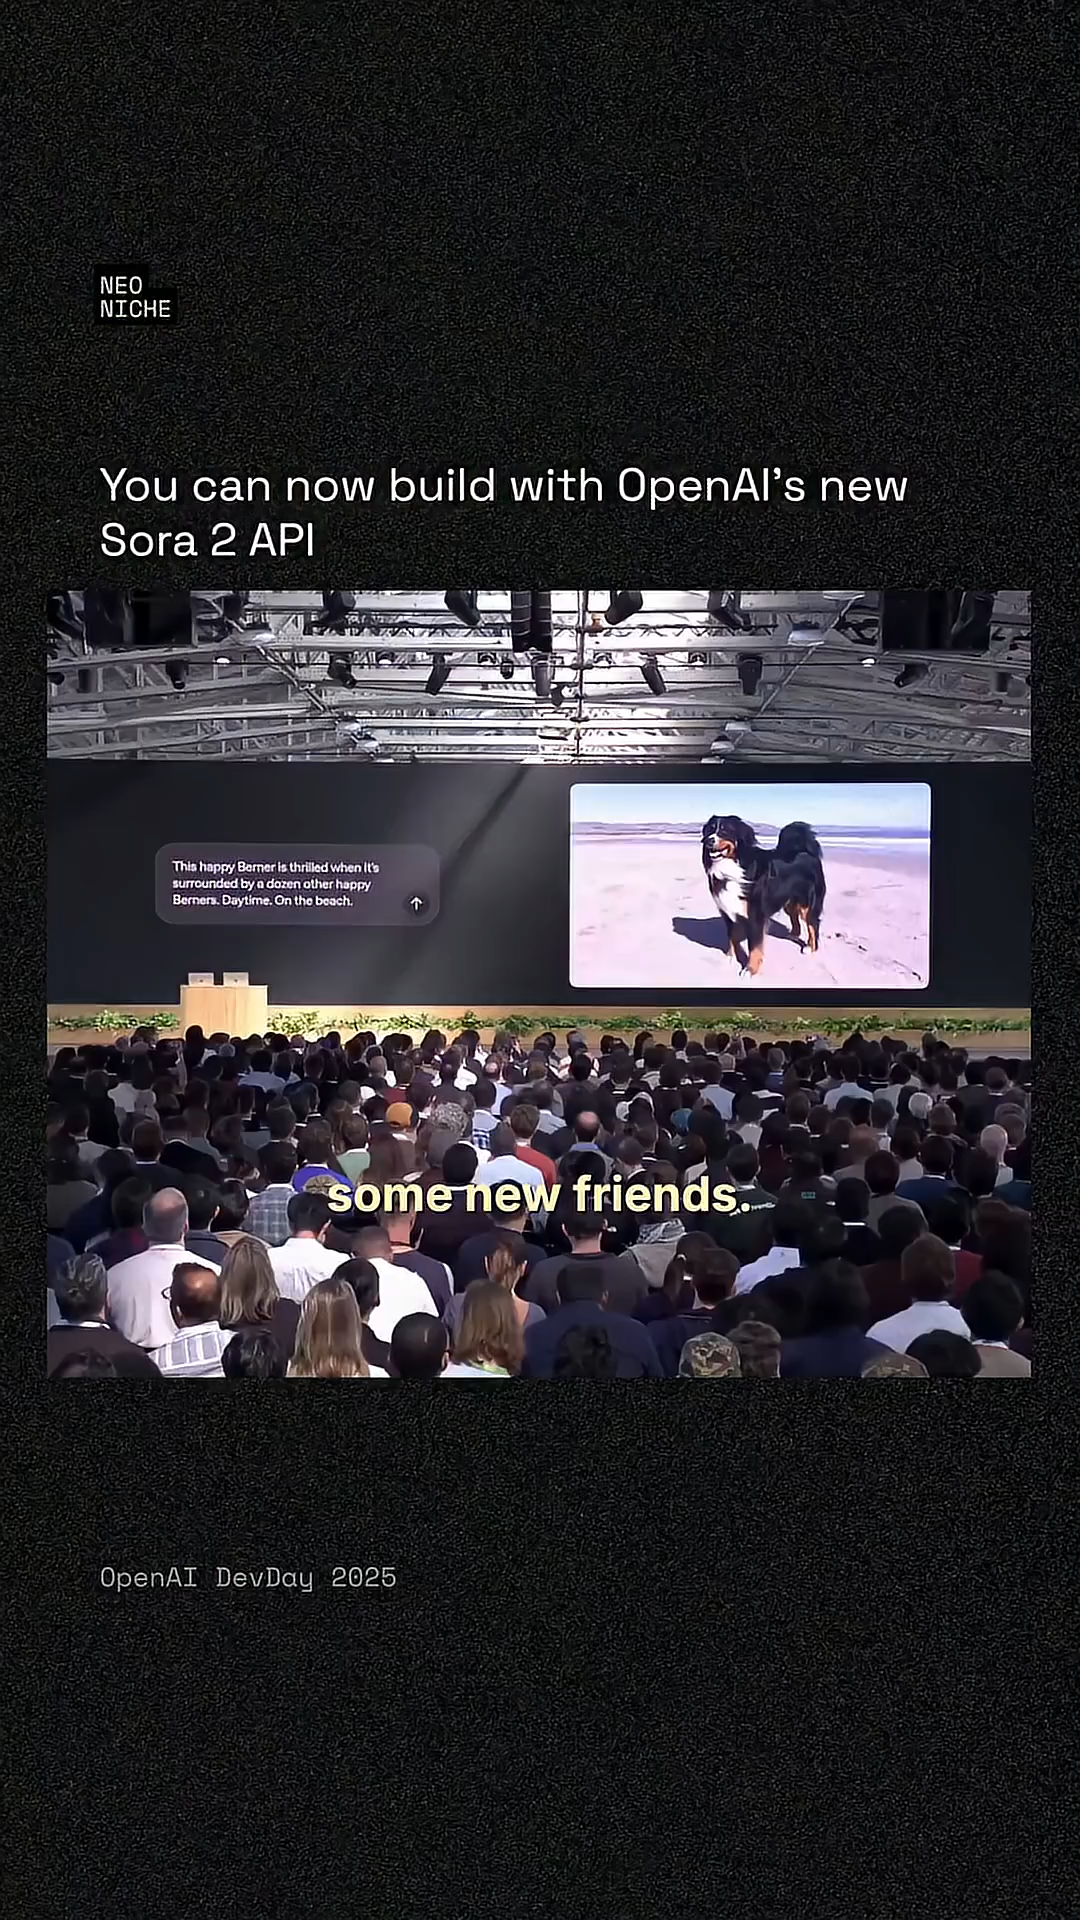 NEO
NICHE
You can now build with OpenAI's new
Sora 2 API
This happy Berner is thrilled when it's
surrounded by a dozen other happy
Berners. Daytime. On the beach.
some new friends.
OpenAI DevDay 2025